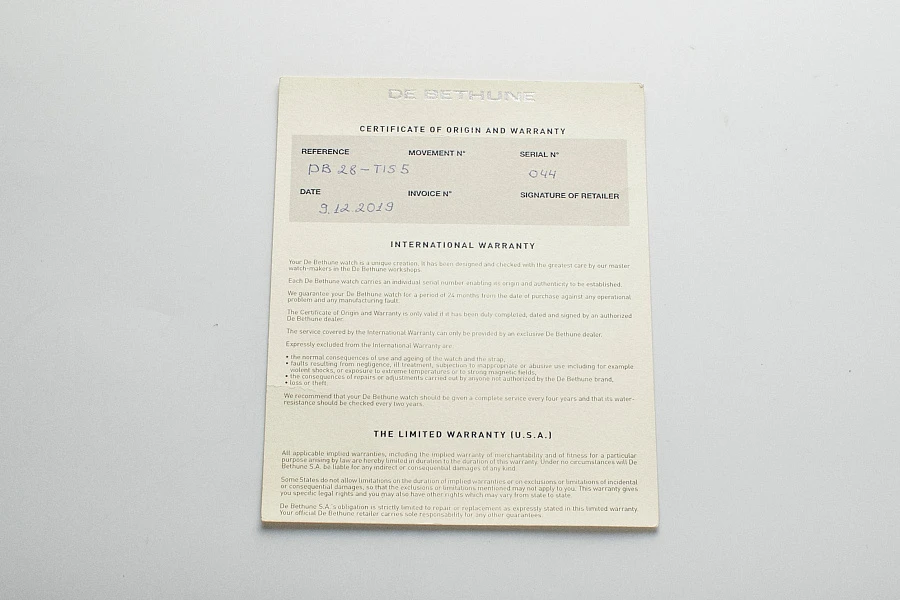 DE BETHUNE
CERTIFICATE OF ORIGIN AND WARRANTY
REFERENCE MOVEMENT N° SERIAL N°
DB 28-TIS5 044
DATE INVOICE N° SIGNATURE OF RETAILER
9.12.2019
INTERNATIONAL WARRANTY
Your De Bethune watch is a unique creation. It has been designed and checked with the greatest care by our master
watch-makers in the De Bethune workshops.
Each De Bethune watch carries an individual serial number enabling its origin and authenticity to be established.
We guarantee your De Bethune watch for a period of 24 months from the date of purchase against any operational
problem and any manufacturing fault.
The Certificate of Origin and Warranty is only valid if it has been duly completed, dated and signed by an authorized
De Bethune dealer.
The service covered by the International Warranty can only be provided by an exclusive De Bethune dealer.
Expressly excluded from the International Warranty are:
• the normal consequences of use and ageing of the watch and the strap,
• faults resulting from negligence, ill treatment, subjection to inappropriate or abusive use including for example
violent shocks, or exposure to extreme temperatures or to strong magnetic fields,
• the consequences of repairs or adjustments carried out by anyone not authorized by the De Bethune brand,
• loss or theft.
We recommend that your De Bethune watch should be given a complete service every four years and that its water-
resistance should be checked every two years.
THE LIMITED WARRANTY (U.S.A.)
All applicable implied warranties, including the implied warranty of merchantability and of fitness for a particular
purpose arising by law are hereby limited in duration to the duration of this warranty. Under no circumstances will De
Bethune S.A. be liable for any indirect or consequential damages of any kind.
Some States do not allow limitations on the duration of implied warranties or on exclusions or limitations of incidental
or consequential damages, so that the exclusions or limitations mentioned may not apply to you. This warranty gives
you specific legal rights and you may also have other rights which may vary from state to state.
De Bethune S.A.'s obligation is strictly limited to repair or replacement as expressly stated in this limited warranty.
Your official De Bethune retailer carries sole responsibility for any other guarantees.